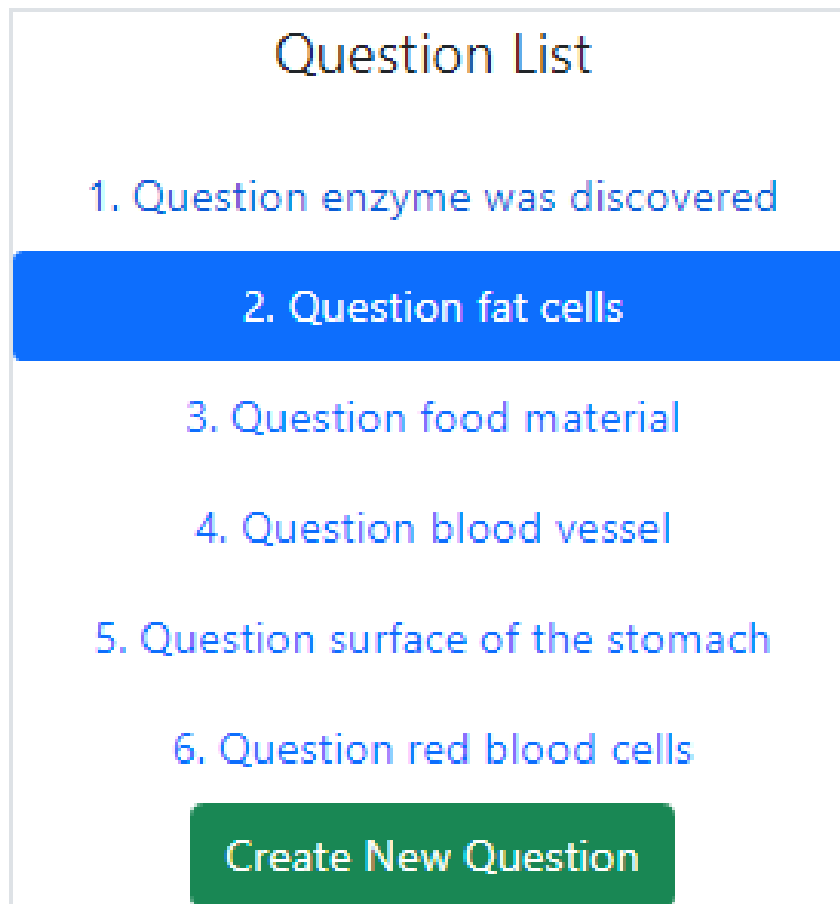 Question List
1. Question enzyme was discovered
2. Question fat cells
3. Question food material
4. Question blood vessel
5. Question surface of the stomach
6. Question red blood cells
Create New Question